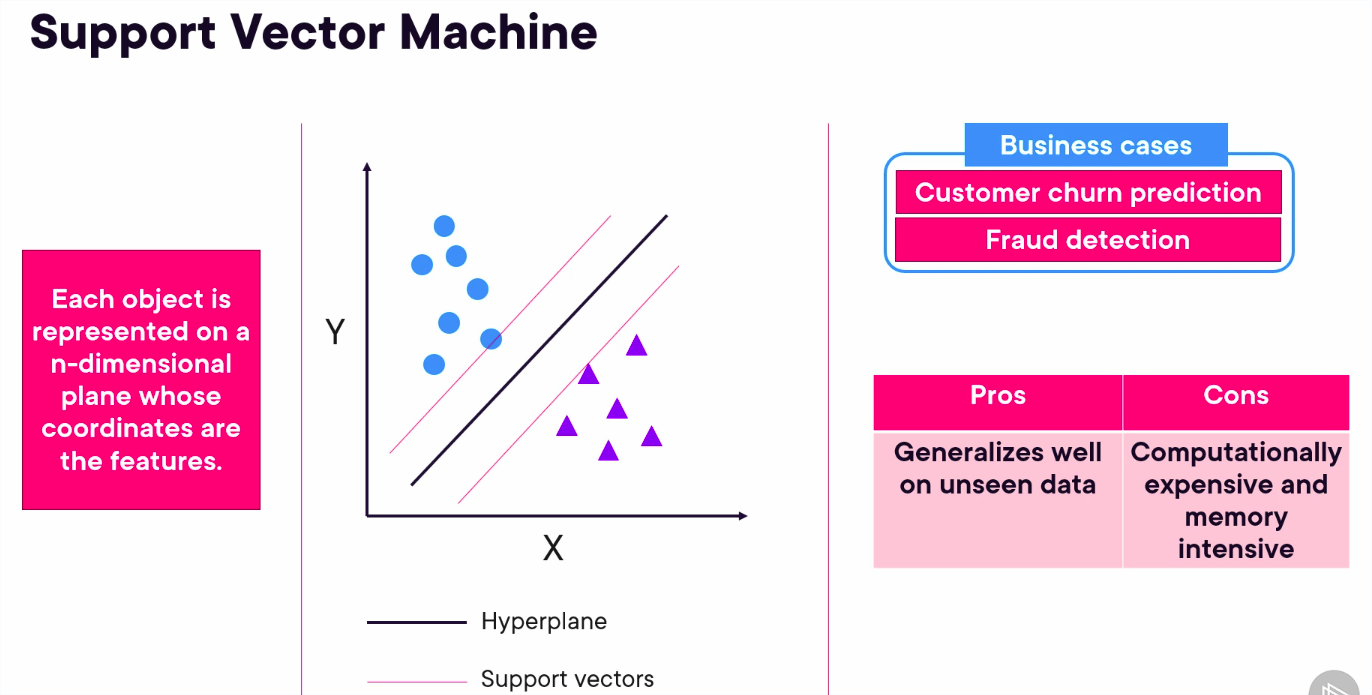 Support Vector Machine
Each object is
represented on a
n-dimensional
plane whose
coordinates are
the features.
Y
X
Hyperplane
Support vectors
Business cases
Customer churn prediction
Fraud detection
Pros
Cons
Generalizes well
on unseen data
Computationally
expensive and
memory
intensive